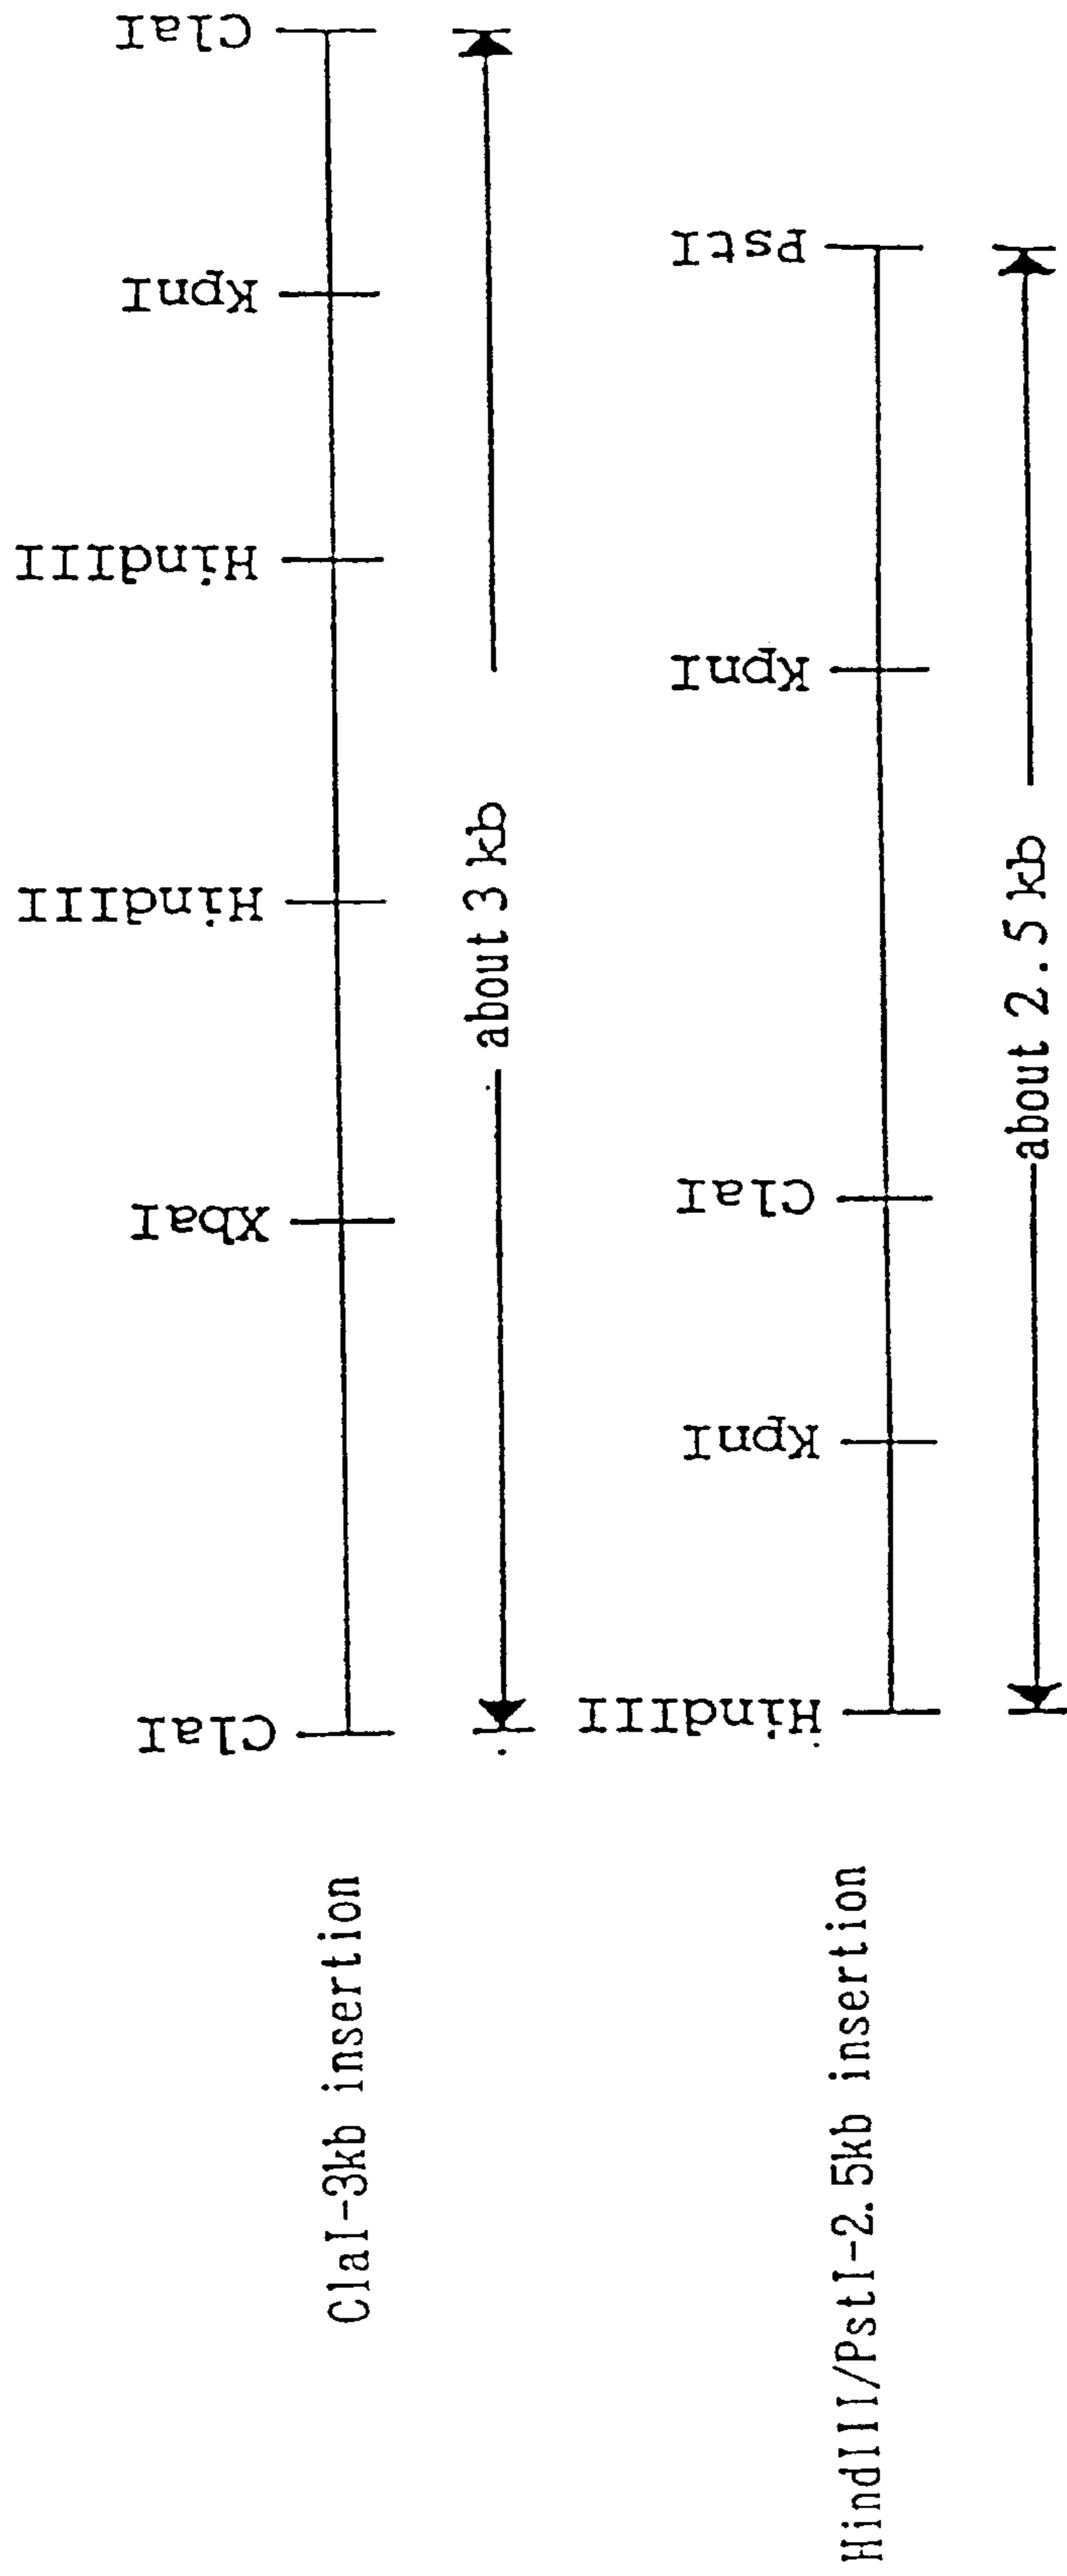 ClaI-3kb insertion
ClaI
XbaI
HindIII
HindIII
KpnI
ClaI
about 3 kb
HindIII/PstI-2.5kb insertion
HindIII
KpnI
ClaI
KpnI
PstI
about 2.5 kb